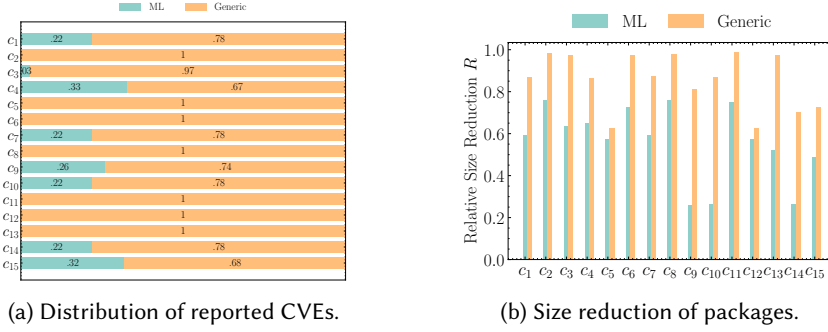 ML Generic
c1 .22 .78
c2 1
c3 .03 .97
c4 .33 .67
c5 1
c6 1
c7 .22 .78
c8 1
c9 .26 .74
c10 .22 .78
c11 1
c12 1
c13 1
c14 .22 .78
c15 .32 .68
(a) Distribution of reported CVEs.
ML Generic
Relative Size Reduction R
1.0
0.8
0.6
0.4
0.2
0.0
c1 c2 c3 c4 c5 c6 c7 c8 c9 c10 c11 c12 c13 c14 c15
(b) Size reduction of packages.